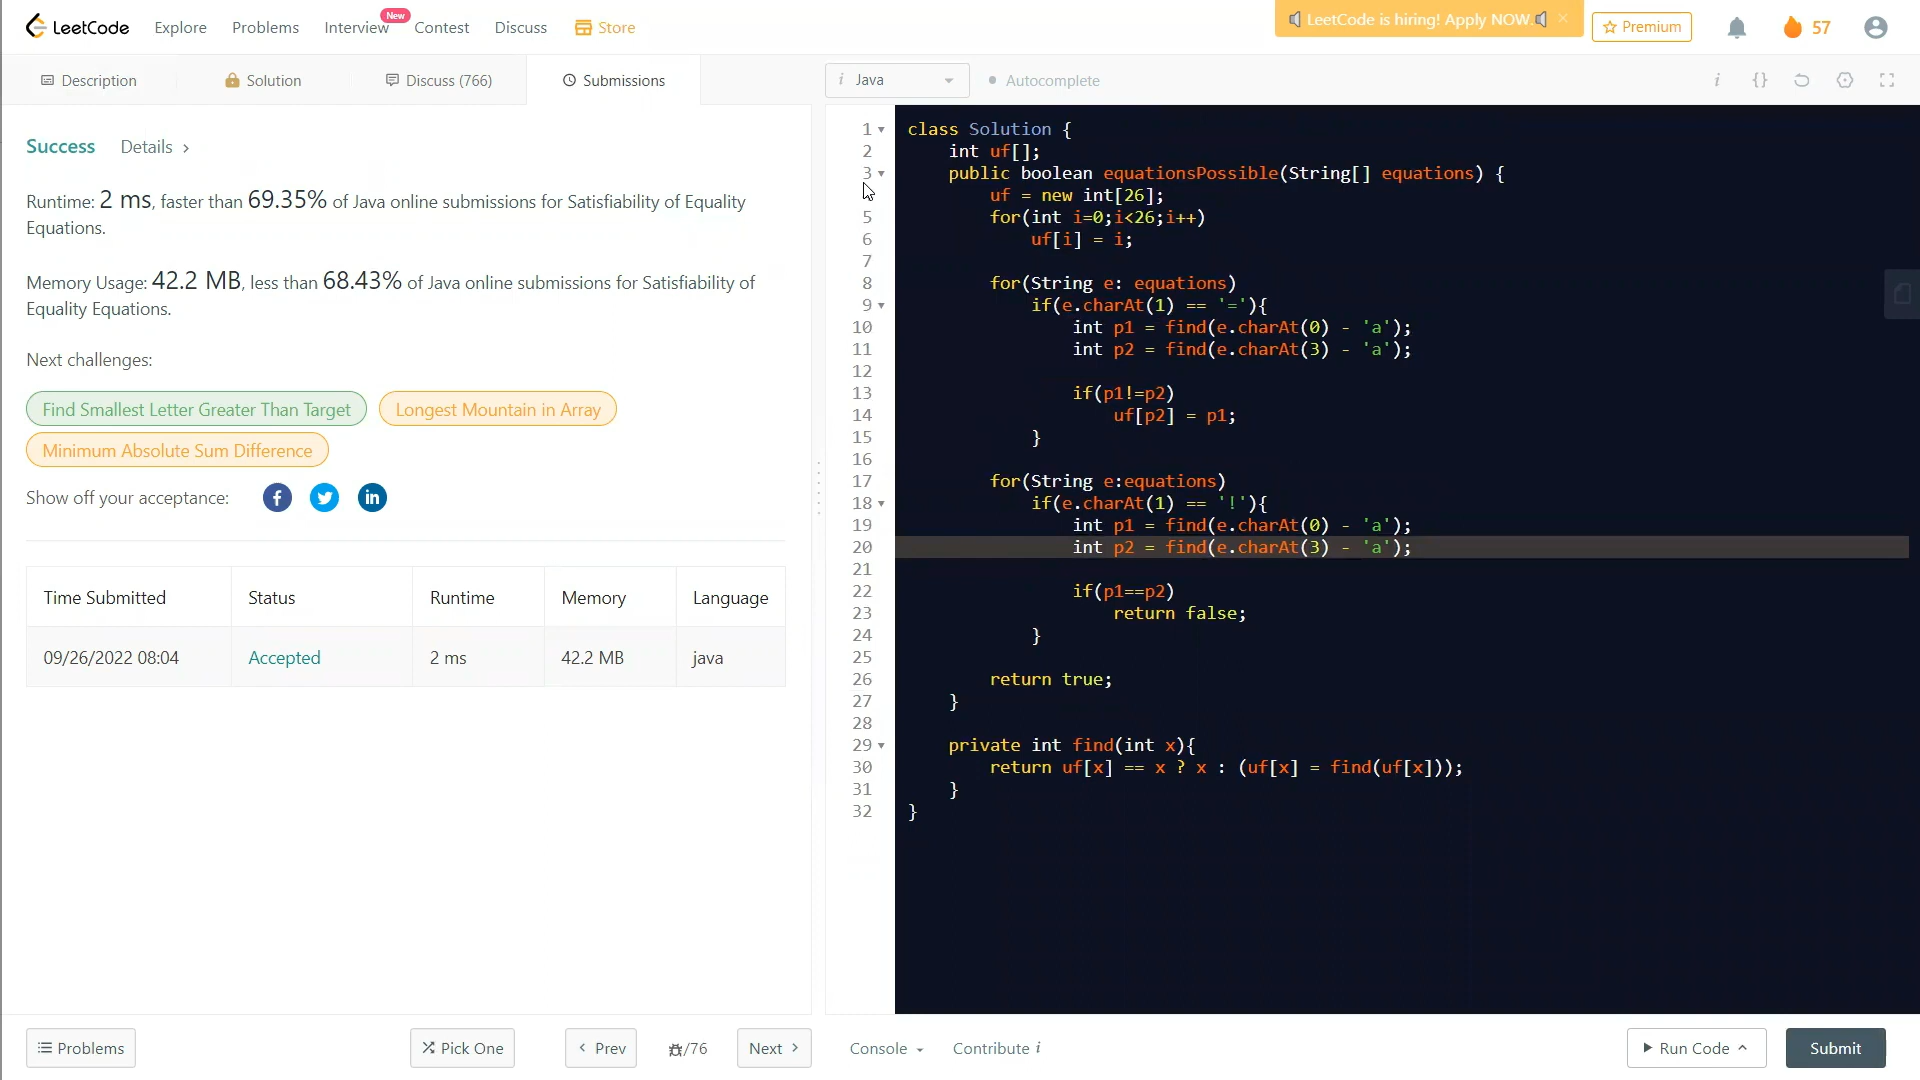 LeetCode Explore Problems Interview New Contest Discuss Store LeetCode is hiring! Apply NOW. Premium 57
Description Solution Discuss (766) Submissions
i Java Autocomplete i {}
Success Details >
Runtime: 2 ms, faster than 69.35% of Java online submissions for Satisfiability of Equality
Equations.
Memory Usage: 42.2 MB, less than 68.43% of Java online submissions for Satisfiability of
Equality Equations.
Next challenges:
Find Smallest Letter Greater Than Target Longest Mountain in Array
Minimum Absolute Sum Difference
Show off your acceptance:
Time Submitted Status Runtime Memory Language
09/26/2022 08:04 Accepted 2 ms 42.2 MB java
1 class Solution {
2 int uf[];
3 public boolean equationsPossible(String[] equations) {
uf = new int[26];
5 for(int i=0;i<26;i++)
6 uf[i] = i;
7
8 for(String e: equations)
9 if(e.charAt(1) == '='){
10 int p1 = find(e.charAt(0) - 'a');
11 int p2 = find(e.charAt(3) - 'a');
12
13 if(p1!=p2)
14 uf[p2] = p1;
15 }
16
17 for(String e:equations)
18 if(e.charAt(1) == '!'){
19 int p1 = find(e.charAt(0) - 'a');
20 int p2 = find(e.charAt(3) - 'a');
21
22 if(p1==p2)
23 return false;
24 }
25
26 return true;
27 }
28
29 private int find(int x){
30 return uf[x] == x ? x : (uf[x] = find(uf[x]));
31 }
32 }
Problems Pick One < Prev /76 Next > Console Contribute i Run Code Submit